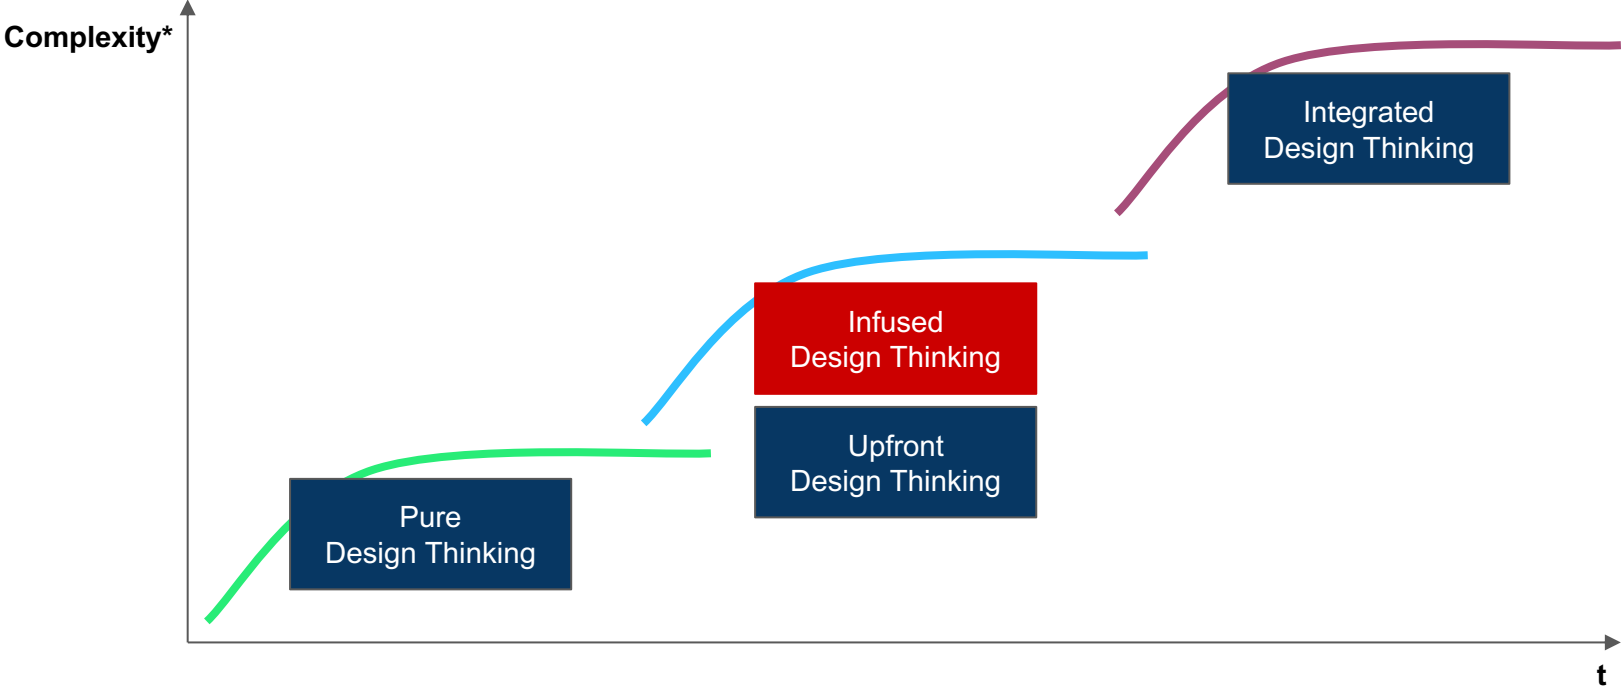 Complexity*
Integrated
Design Thinking
Infused
Design Thinking
Upfront
Design Thinking
Pure
Design Thinking
t